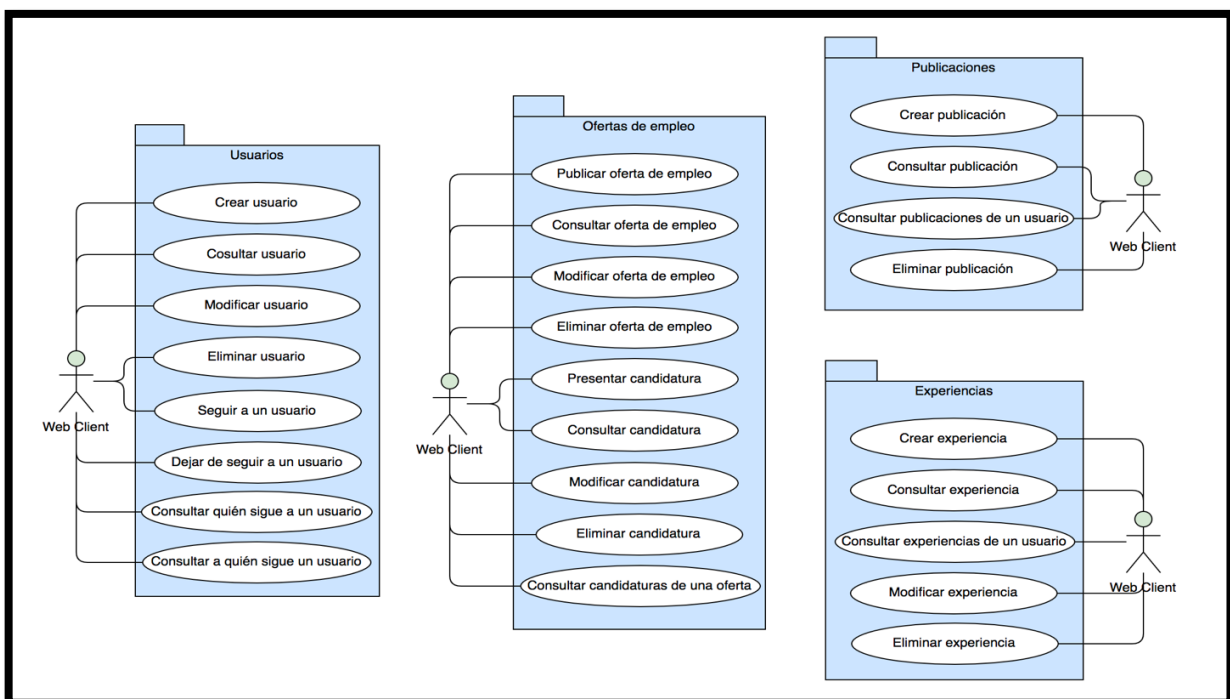 Usuarios
Crear usuario
Cosultar usuario
Modificar usuario
Eliminar usuario
Seguir a un usuario
Dejar de seguir a un usuario
Consultar quién sigue a un usuario
Consultar a quién sigue un usuario
Web Client
Ofertas de empleo
Publicar oferta de empleo
Consultar oferta de empleo
Modificar oferta de empleo
Eliminar oferta de empleo
Presentar candidatura
Consultar candidatura
Modificar candidatura
Eliminar candidatura
Consultar candidaturas de una oferta
Web Client
Publicaciones
Crear publicación
Consultar publicación
Consultar publicaciones de un usuario
Eliminar publicación
Web Client
Experiencias
Crear experiencia
Consultar experiencia
Consultar experiencias de un usuario
Modificar experiencia
Eliminar experiencia
Web Client